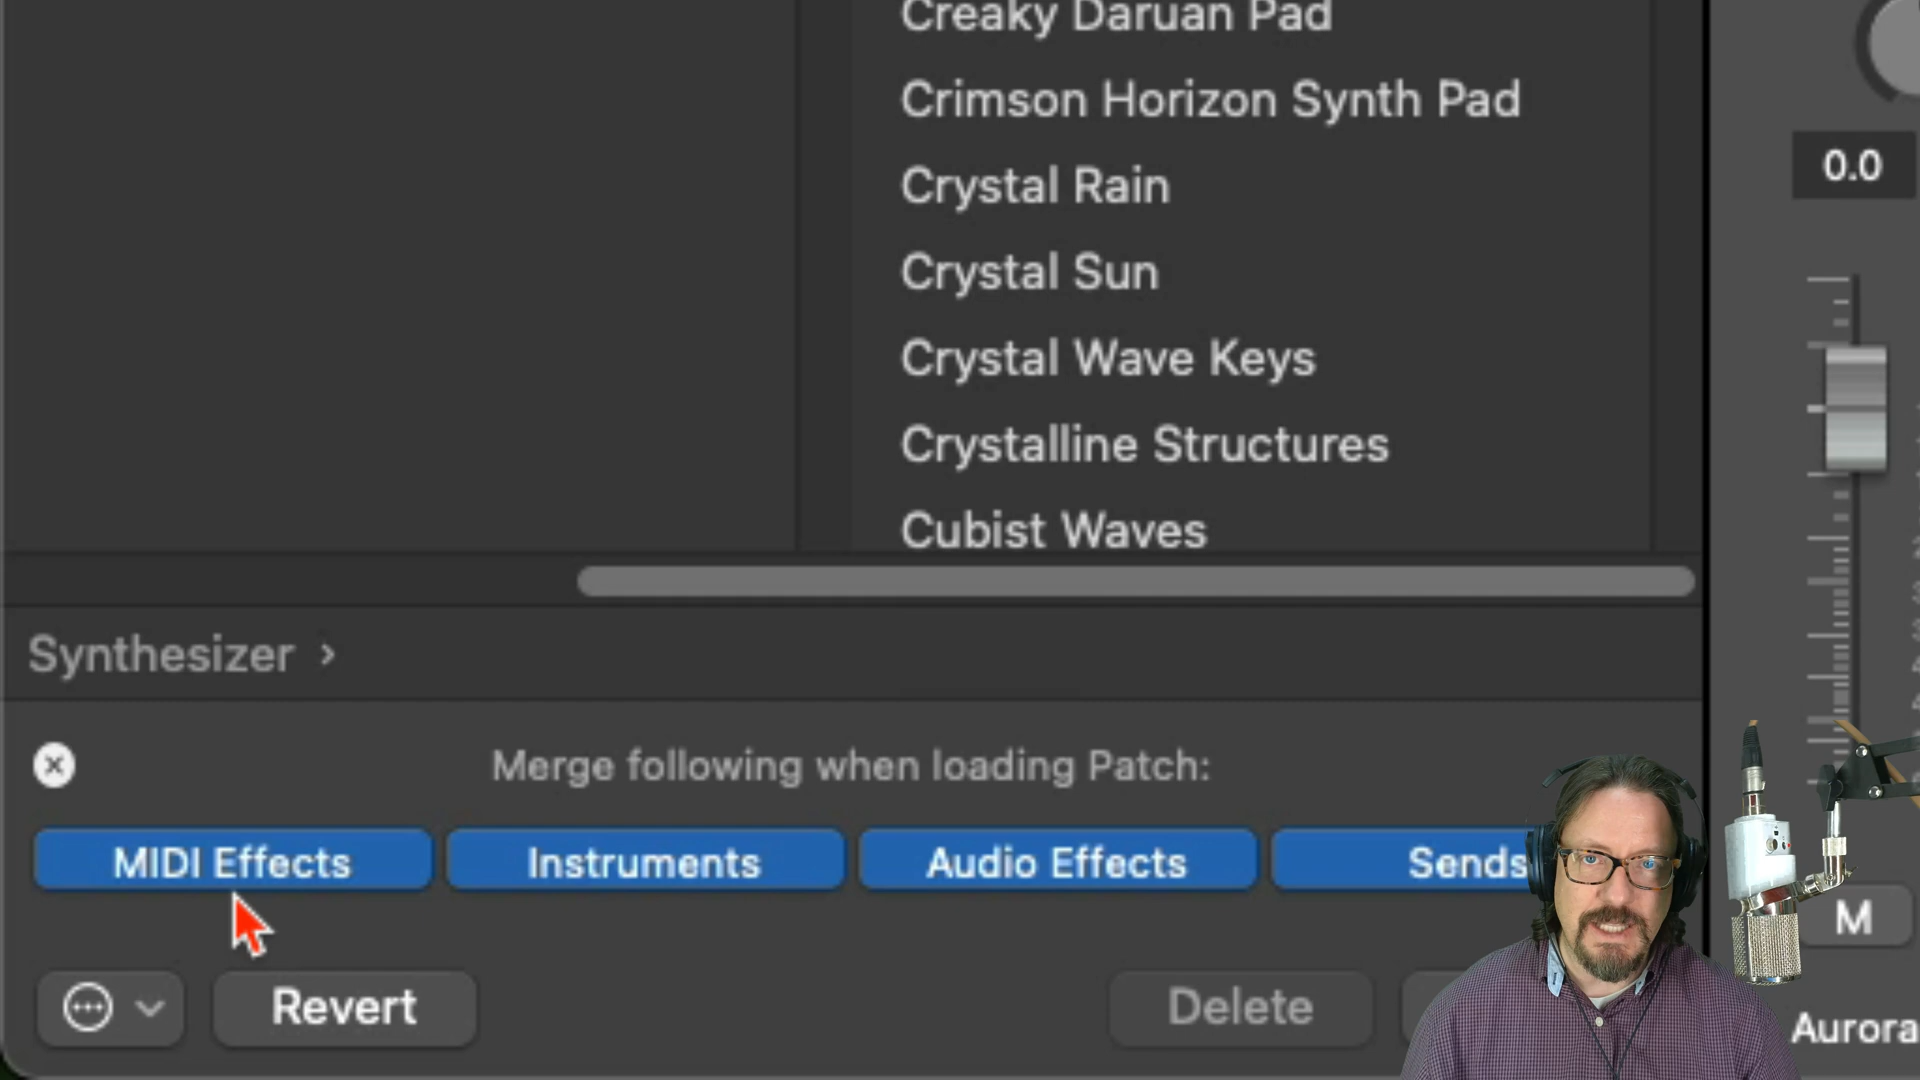 Creaky Daruan Pad
Crimson Horizon Synth Pad
Crystal Rain
Crystal Sun
Crystal Wave Keys
Crystalline Structures
Cubist Waves
0.0
Synthesizer >
Merge following when loading Patch:
MIDI Effects
Instruments
Audio Effects
Sends
M
Revert
Delete
Aurora